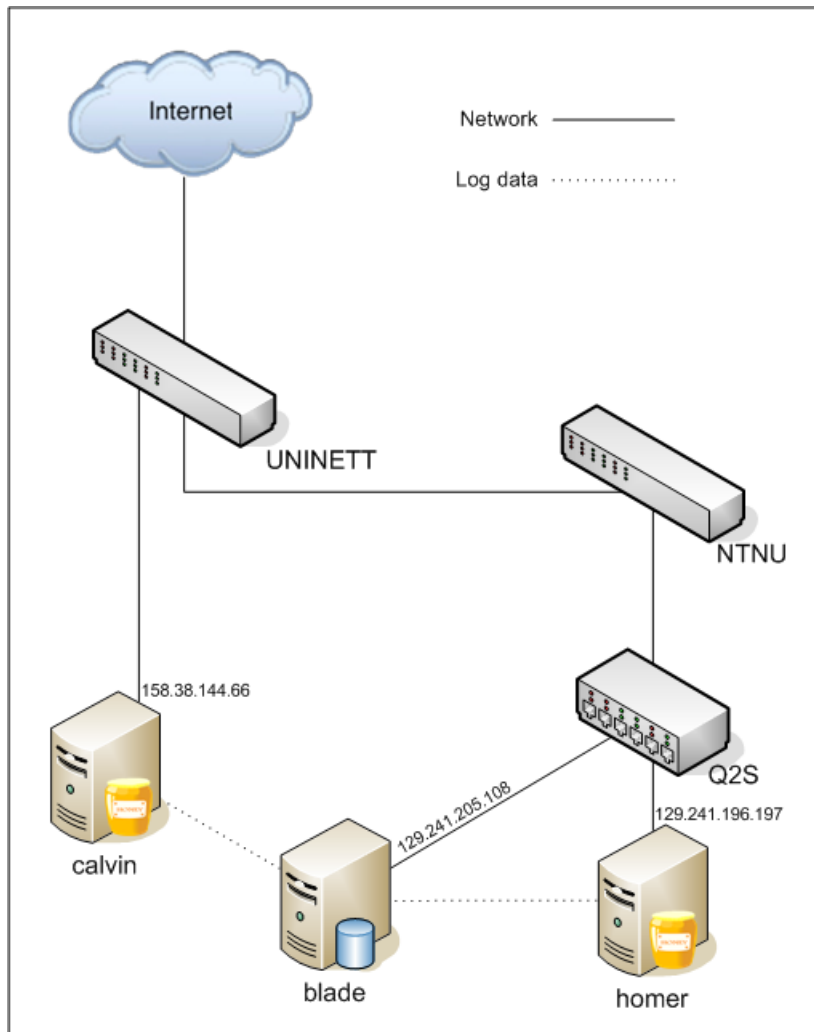 Internet
Network
Log data
UNINETT
NTNU
158.38.144.66
Q2S
129.241.205.108
129.241.196.197
calvin
blade
homer